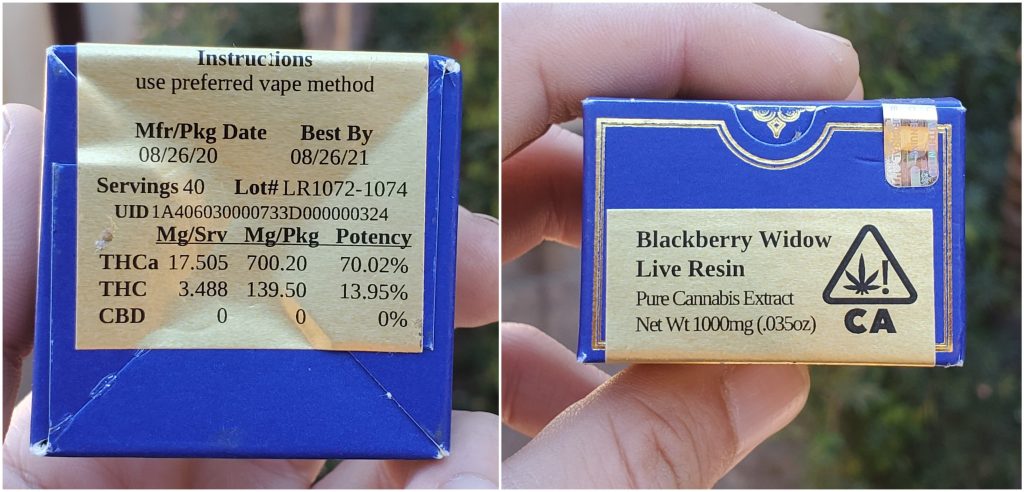 Instructions
use preferred vape method
Mfr/Pkg Date Best By
08/26/20 08/26/21
Servings 40 Lot# LR1072-1074
UID 1A406030000733D000000324
Mg/Srv Mg/Pkg Potency
THCa 17.505 700.20 70.02%
THC 3.488 139.50 13.95%
CBD 0 0 0%
Blackberry Widow
Live Resin
Pure Cannabis Extract
Net Wt 1000mg (.035oz)
!
CA